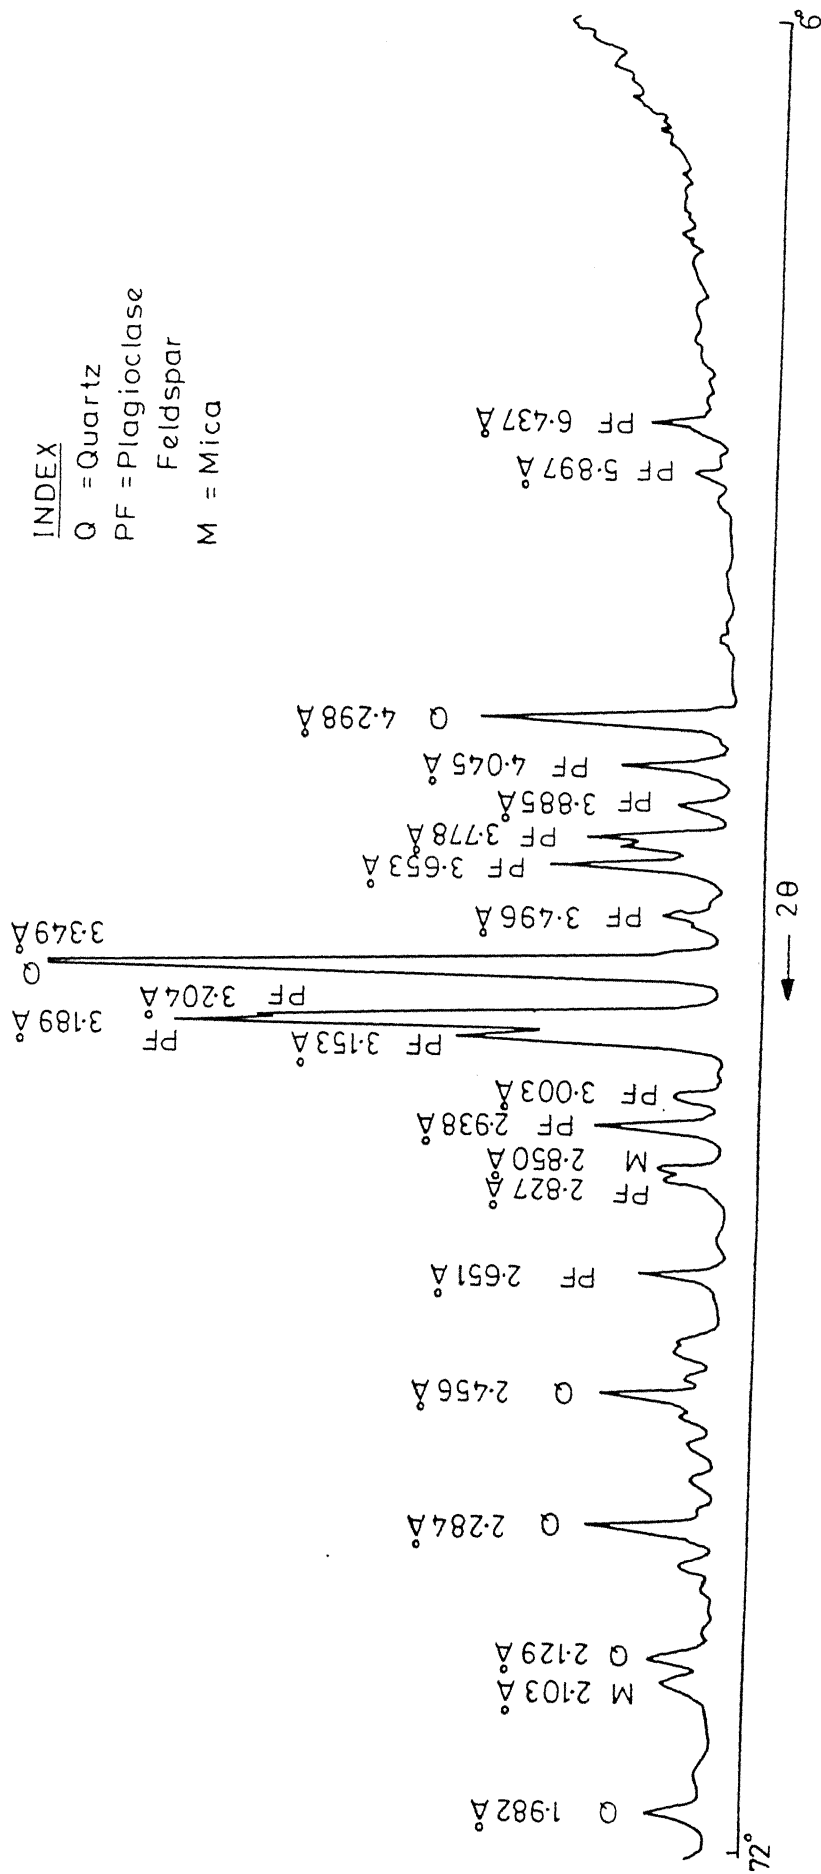 INDEX
Q = Quartz
PF = Plagioclase
Feldspar
M = Mica
6°
PF 6·437 Å
PF 5·897 Å
Q 4·298 Å
PF 4·045 Å
PF 3·885 Å
PF 3·778 Å
PF 3·653 Å
PF 3·496 Å
Q 3·349 Å
PF 3·204 Å
PF 3·189 Å
PF 3·153 Å
PF 3·003 Å
PF 2·938 Å
M 2·850 Å
PF 2·827 Å
PF 2·651 Å
Q 2·456 Å
Q 2·284 Å
Q 2·129 Å
M 2·103 Å
Q 1·982 Å
72°
2θ